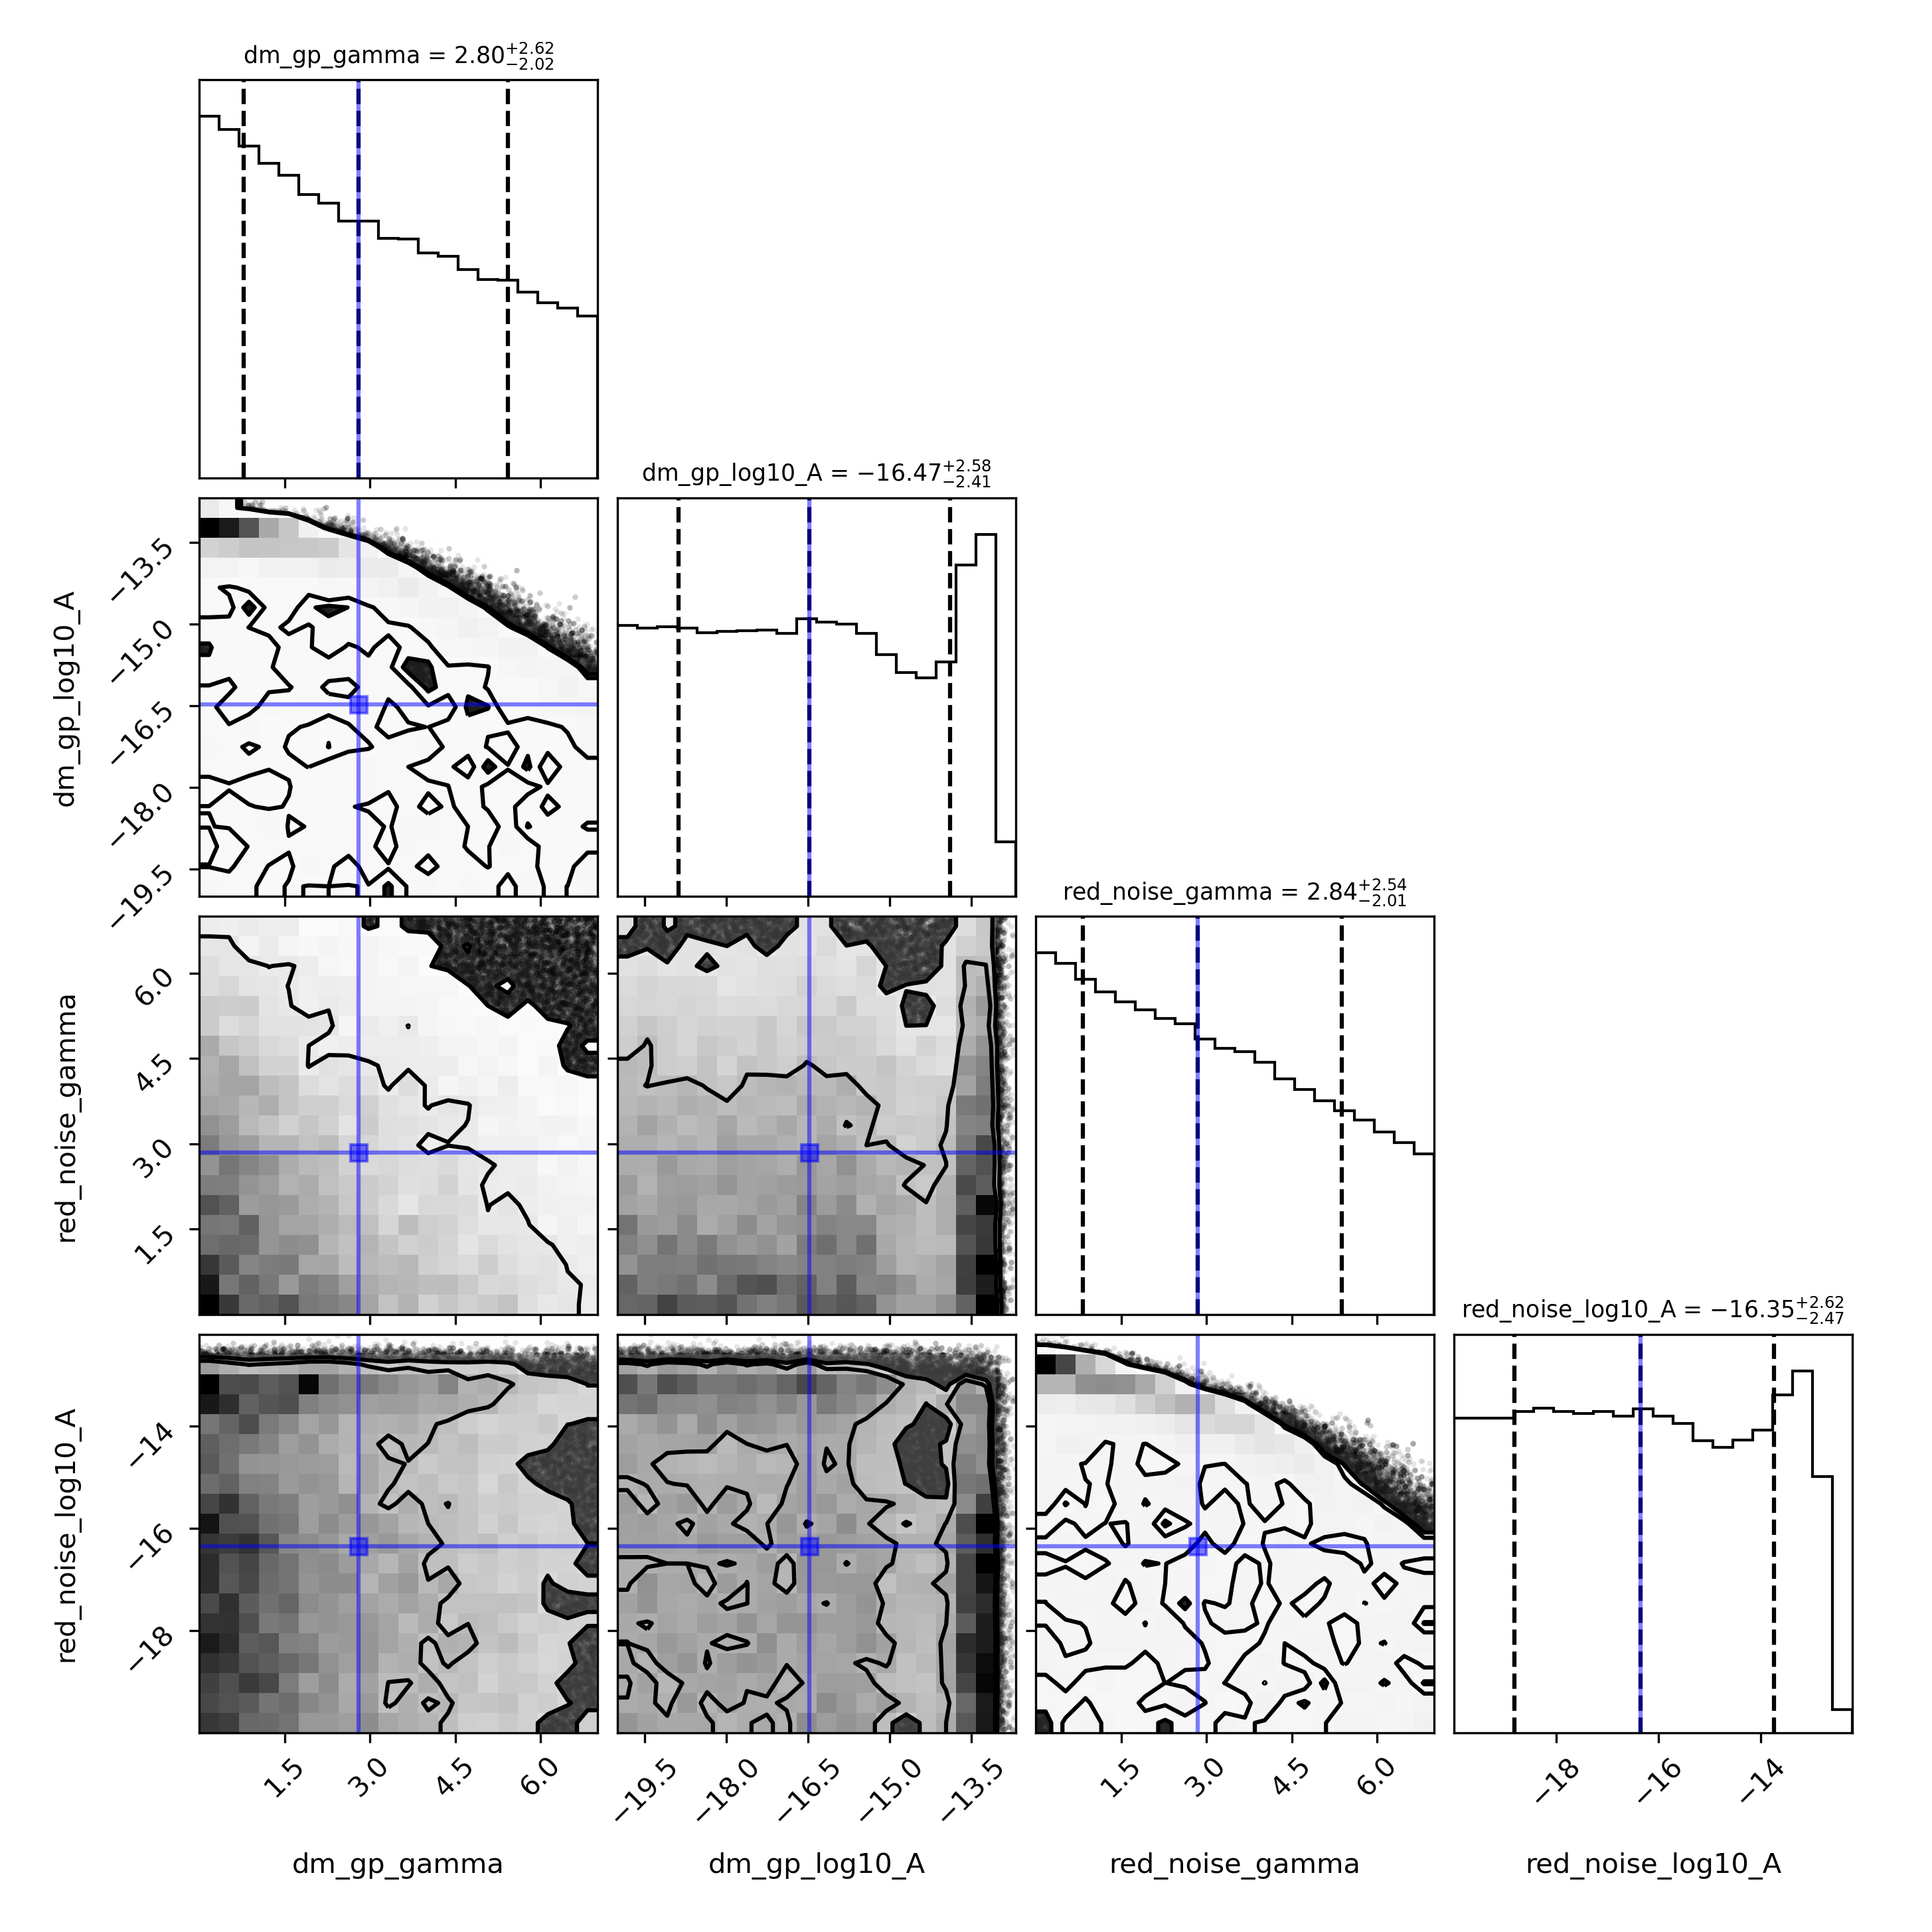 dm_gp_gamma = 2.80+2.62−2.02
dm_gp_log10_A = −16.47+2.58−2.41
dm_gp_log10_A
−13.5
−15.0
−16.5
−18.0
−19.5
red_noise_gamma = 2.84+2.54−2.01
red_noise_gamma
6.0
4.5
3.0
1.5
red_noise_log10_A = −16.35+2.62−2.47
red_noise_log10_A
−14
−16
−18
1.5 3.0 4.5 6.0 −19.5 −18.0 −16.5 −15.0 −13.5 1.5 3.0 4.5 6.0 −18 −16 −14
dm_gp_gamma dm_gp_log10_A red_noise_gamma red_noise_log10_A